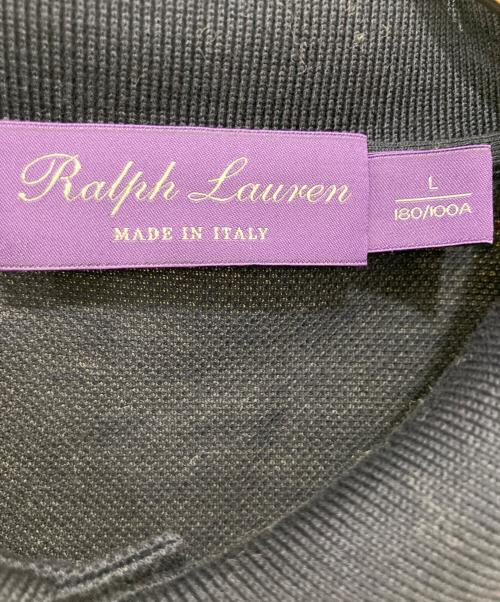 Ralph Lauren
MADE IN ITALY
L
180/100A